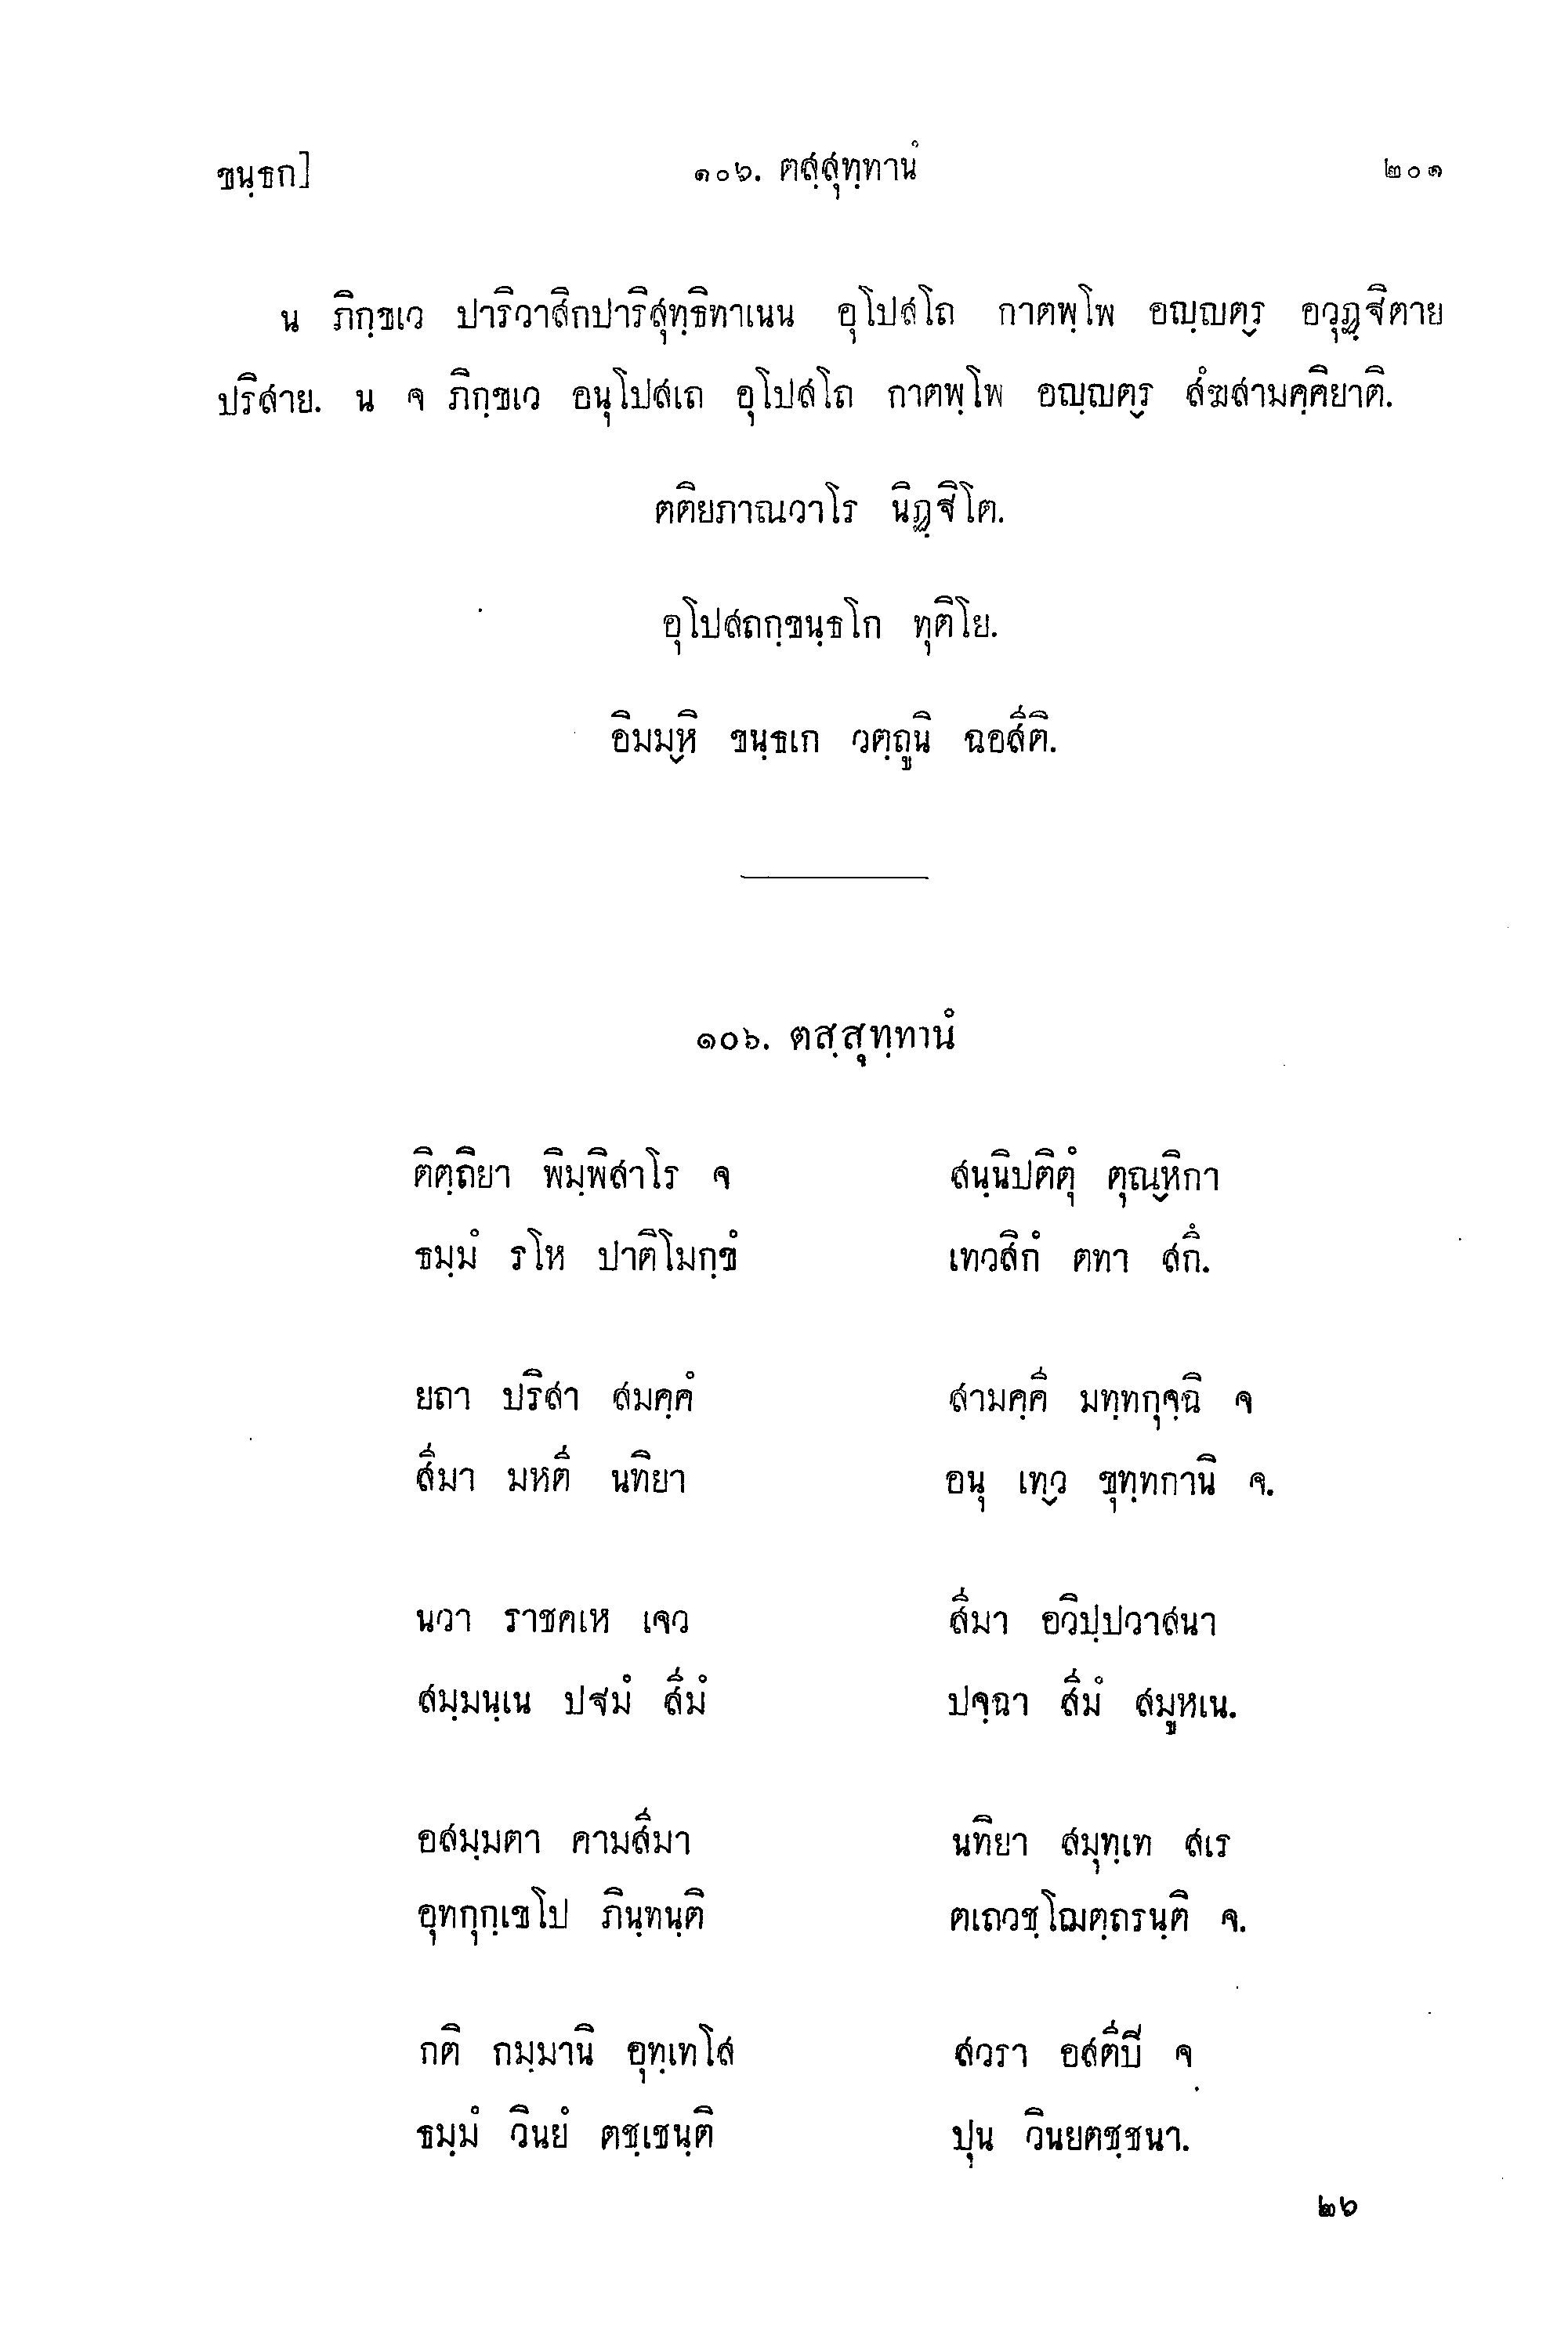 ขนฺธก] ๑๐๖. ตสฺสุทฺทานํ ๒๐๑
น ภิกฺขเว ปาริวาสิกปาริสุทฺธิทาเนน อุโปสโถ กาตพฺโพ อญฺญตฺร อวุฏฺฐิตาย
ปริสาย. น จ ภิกฺขเว อนุโปสเถ อุโปสโถ กาตพฺโพ อญฺญตฺร สํฆสามคฺคิยาติ.
ตติยภาณวาโร นิฏฺฐิโต.
อุโปสถกฺขนฺธโก ทุติโย.
อิมมฺหิ ขนฺธเก วตฺถูนิ ฉอสีติ.
๑๐๖. ตสฺสุทฺทานํ
ติตฺถิยา พิมฺพิสาโร จ สนฺนิปติตุํ ตุณฺหิกา
ธมฺมํ รโห ปาติโมกฺขํ เทวสิกํ ตทา สกึ.
ยถา ปริสา สมคฺคํ สามคฺคี มทฺทกุจฺฉิ จ
สีมา มหตี นทิยา อนุ เทฺว ขุทฺทกานิ จ.
นวา ราชคเห เจว สีมา อวิปฺปวาสนา
สมฺมนฺเน ปฐมํ สีมํ ปจฺฉา สีมํ สมูหเน.
อสมฺมตา คามสีมา นทิยา สมุทฺเท สเร
อุทกุกฺเขโป ภินฺทนฺติ ตเถวชฺโฌตฺถรนฺติ จ.
กติ กมฺมานิ อุทฺเทโส สวรา อสตีปิ จ
ธมฺมํ วินยํ ตชฺเชนฺติ ปุน วินยตชฺชนา.
๒๖